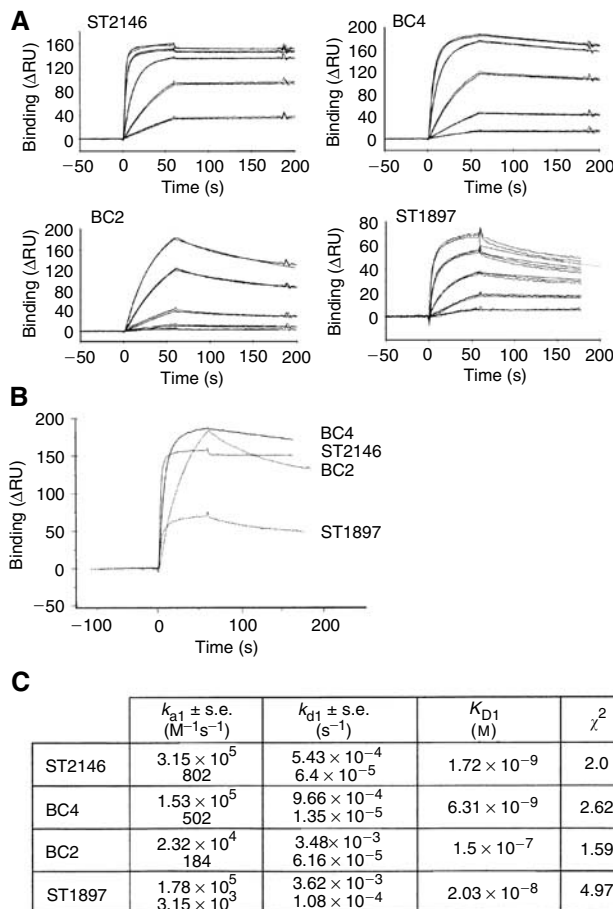 A
ST2146
BC4
Binding (ΔRU)
160
120
80
40
0
−50 0 50 100 150 200
Time (s)
Binding (ΔRU)
200
160
120
80
40
0
−50 0 50 100 150 200
Time (s)
BC2
ST1897
Binding (ΔRU)
200
160
120
80
40
0
−50 0 50 100 150 200
Time (s)
Binding (ΔRU)
80
60
40
20
0
−50 0 50 100 150 200
Time (s)
B
Binding (ΔRU)
200
150
100
50
0
−50
−100 0 100 200
Time (s)
BC4
ST2146
BC2
ST1897
C
ka1 ± s.e. (M−1s−1) kd1 ± s.e. (s−1) KD1 (M) χ2
ST2146 3.15 × 10^5 802 5.43 × 10^-4 6.4 × 10^-5 1.72 × 10^-9 2.0
BC4 1.53 × 10^5 502 9.66 × 10^-4 1.35 × 10^-5 6.31 × 10^-9 2.62
BC2 2.32 × 10^4 184 3.48× 10^-3 6.16 × 10^-5 1.5 × 10^-7 1.59
ST1897 1.78 × 10^5 3.15 × 10^3 3.62 × 10^-3 1.08 × 10^-4 2.03 × 10^-8 4.97